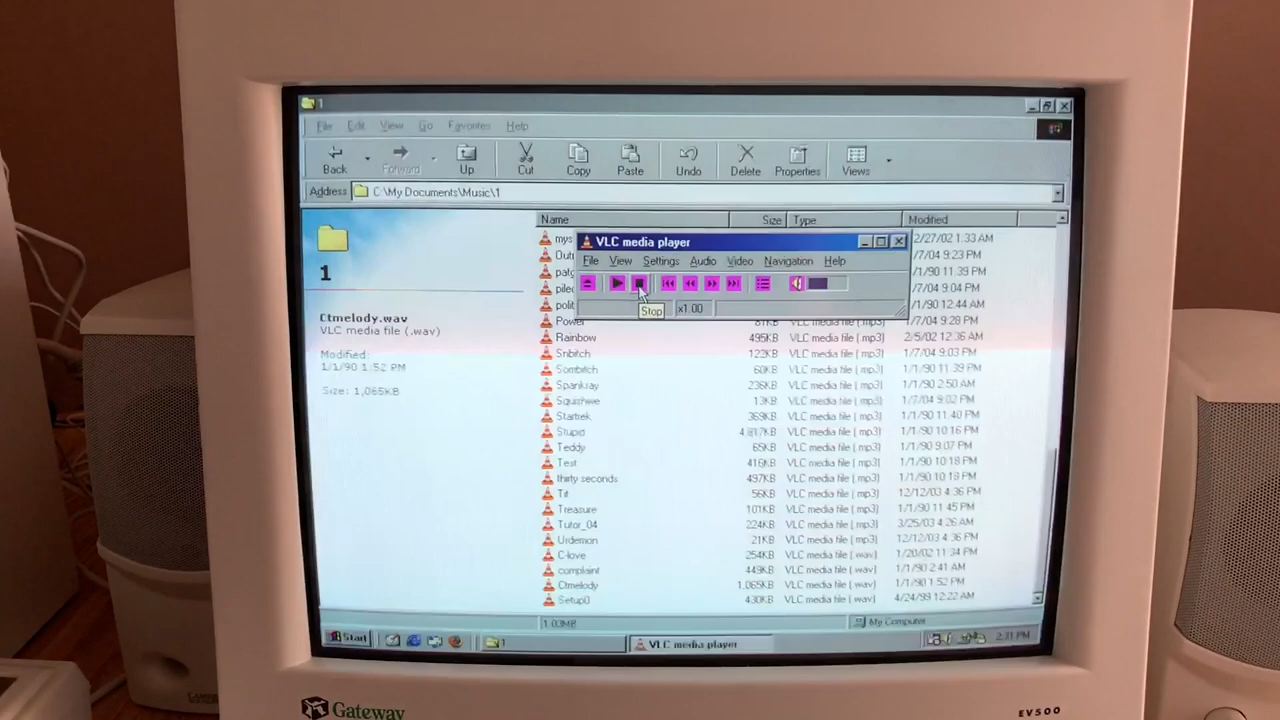 1
File Edit View Go Favorites Help
Back Forward Up Cut Copy Paste Undo Delete Properties Views
Address C:\My Documents\Music\1
Name Size Type Modified
1
Ctmelody.wav
VLC media file (.wav)
Modified:
1/1/90 1:52 PM
Size: 1,065KB
VLC media player
File View Settings Audio Video Navigation Help
Stop x1.00
mys 2/27/02 1:33 AM
Out /7/04 9:23 PM
/1/90 11:39 PM
pile /7/04 9:04 PM
polit /1/90 12:44 AM
Power 81KB VLC media file (.mp3) 1/7/04 9:28 PM
Rainbow 495KB VLC media file (.mp3) 2/5/02 12:36 AM
Snbitch 122KB VLC media file (.mp3) 1/7/04 9:03 PM
Sombitch 60KB VLC media file (.mp3) 1/1/90 11:39 PM
Spankray 236KB VLC media file (.mp3) 1/1/90 2:50 AM
Squishwe 13KB VLC media file (.mp3) 1/7/04 9:02 PM
Startrek 369KB VLC media file (.mp3) 1/1/90 11:40 PM
Stupid 4,817KB VLC media file (.mp3) 1/1/90 10:16 PM
Teddy 65KB VLC media file (.mp3) 1/1/90 9:07 PM
Test 416KB VLC media file (.mp3) 1/1/90 10:18 PM
thirty seconds 497KB VLC media file (.mp3) 1/1/90 10:18 PM
Tit 56KB VLC media file (.mp3) 12/12/03 4:36 PM
Treasure 101KB VLC media file (.mp3) 1/1/90 11:45 PM
Tutor_04 224KB VLC media file (.mp3) 3/25/03 4:26 AM
Urdemon 21KB VLC media file (.mp3) 12/12/03 4:36 PM
C-love 254KB VLC media file (.wav) 1/20/02 11:34 PM
complaint 449KB VLC media file (.wav) 1/1/90 2:41 AM
Ctmelody 1,065KB VLC media file (.wav) 1/1/90 1:52 PM
Setup0 430KB VLC media file (.wav) 4/24/99 12:22 AM
1.03MB My Computer
Start 1 VLC media player 2:31 PM
Gateway EV500